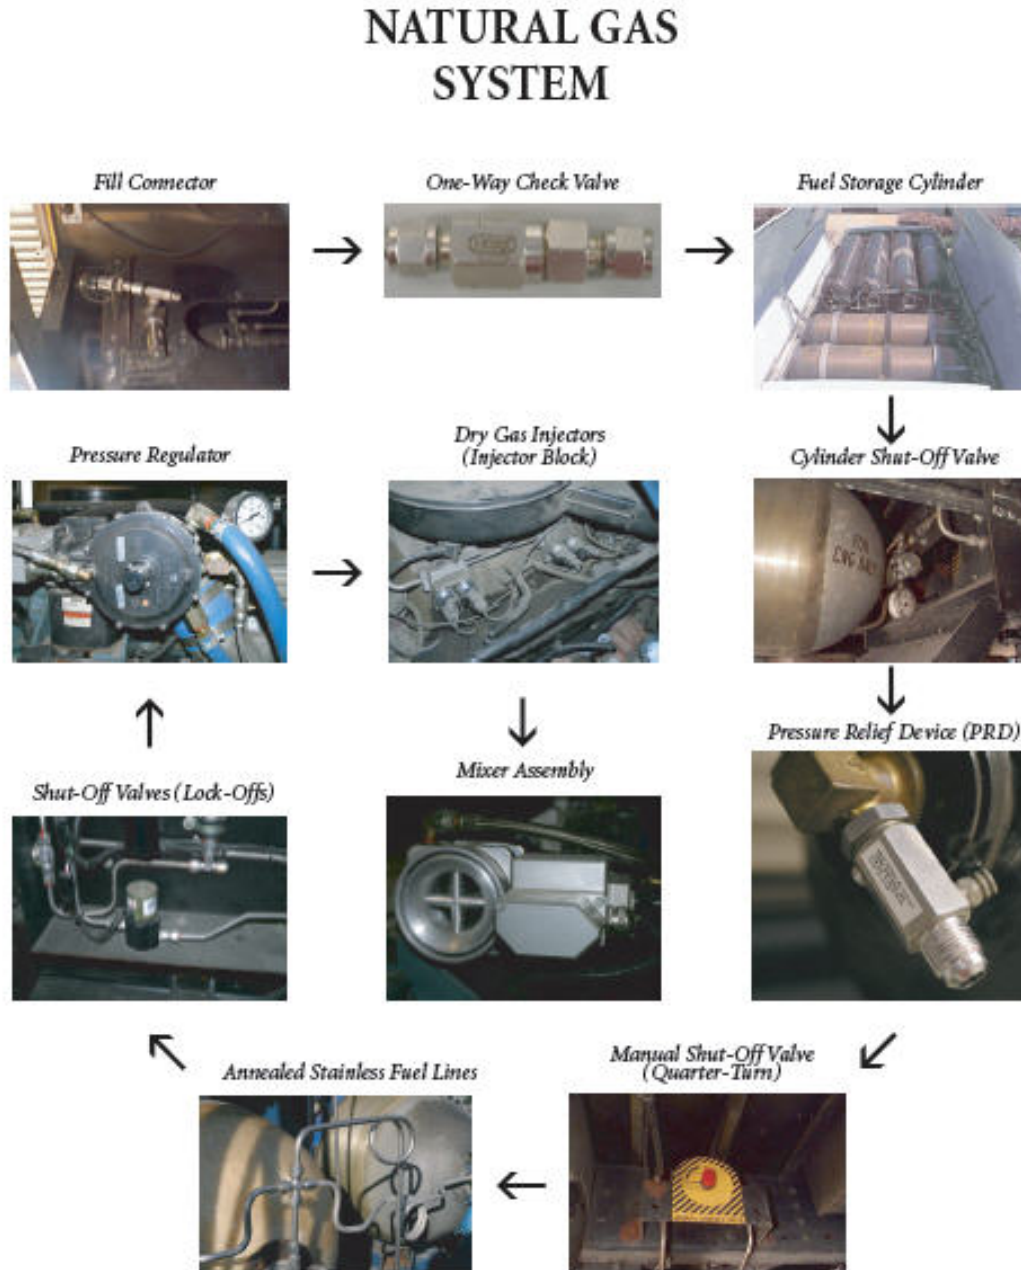 NATURAL GAS
SYSTEM
Fill Connector
One-Way Check Valve
Fuel Storage Cylinder
Pressure Regulator
Dry Gas Injectors
(Injector Block)
Cylinder Shut-Off Valve
CNG ONLY
Shut-Off Valves (Lock-Offs)
Mixer Assembly
Pressure Relief Device (PRD)
Annealed Stainless Fuel Lines
Manual Shut-Off Valve
(Quarter-Turn)